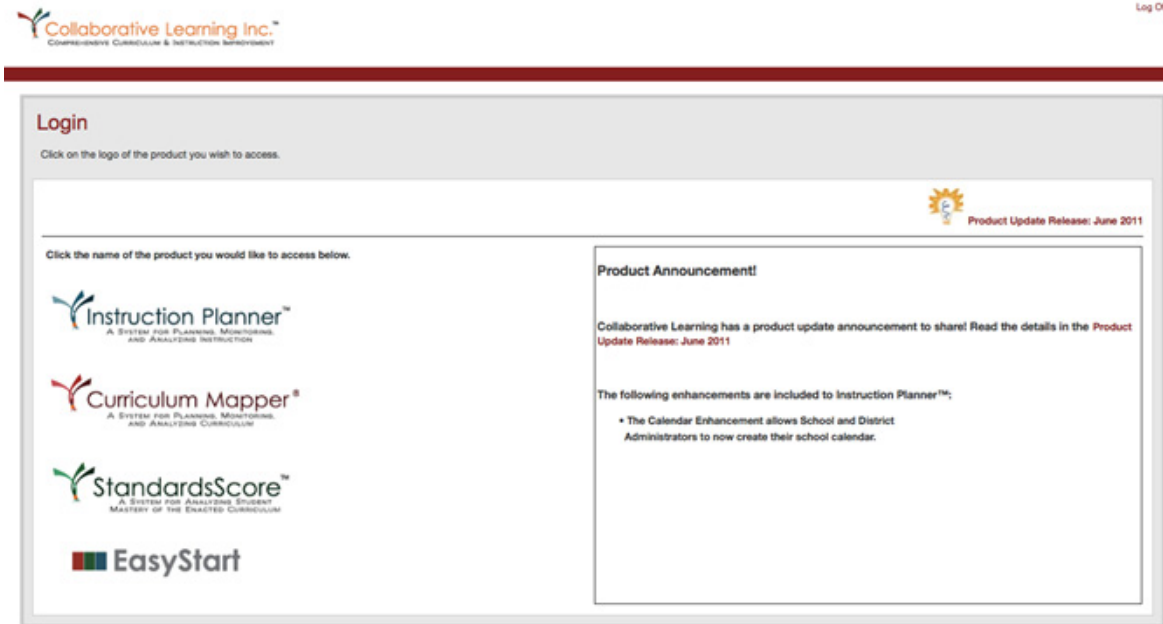 Log O
Collaborative Learning Inc.™
Comprehensive Curriculum & Instruction Improvement
Login
Click on the logo of the product you wish to access.
Product Update Release: June 2011
Click the name of the product you would like to access below.
Instruction Planner™
A System for Planning, Monitoring,
and Analyzing Instruction
Curriculum Mapper®
A System for Planning, Monitoring,
and Analyzing Curriculum
StandardsScore™
A System for Analyzing Student
Mastery of the Enacted Curriculum
EasyStart
Product Announcement!
Collaborative Learning has a product update announcement to share! Read the details in the Product
Update Release: June 2011
The following enhancements are included to Instruction Planner™:
• The Calendar Enhancement allows School and District
Administrators to now create their school calendar.